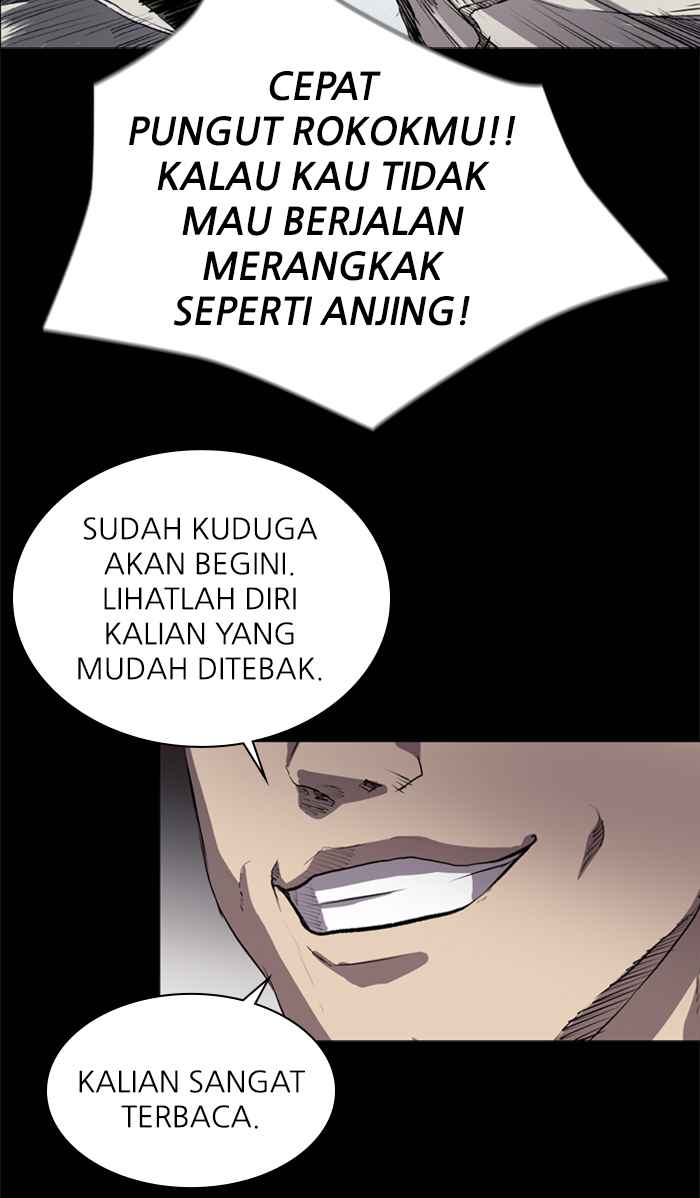 CEPAT
PUNGUT ROKOKMU!!
KALAU KAU TIDAK
MAU BERJALAN
MERANGKAK
SEPERTI ANJING!
SUDAH KUDUGA
AKAN BEGINI.
LIHATLAH DIRI
KALIAN YANG
MUDAH DITEBAK.
KALIAN SANGAT
TERBACA.